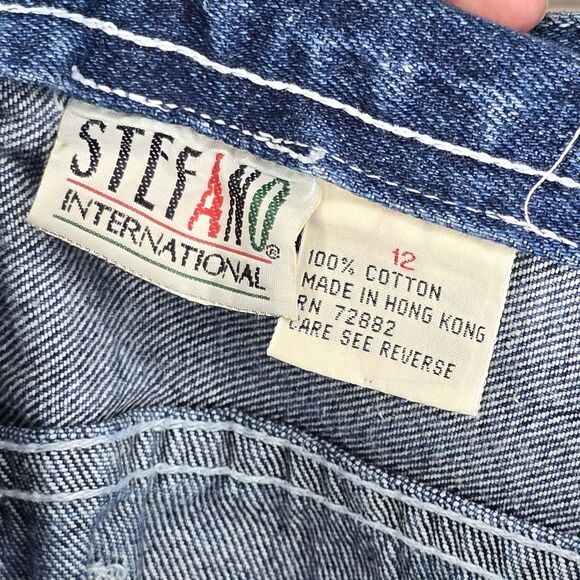 STEFANO
INTERNATIONAL®
12
100% COTTON
MADE IN HONG KONG
RN 72882
CARE SEE REVERSE